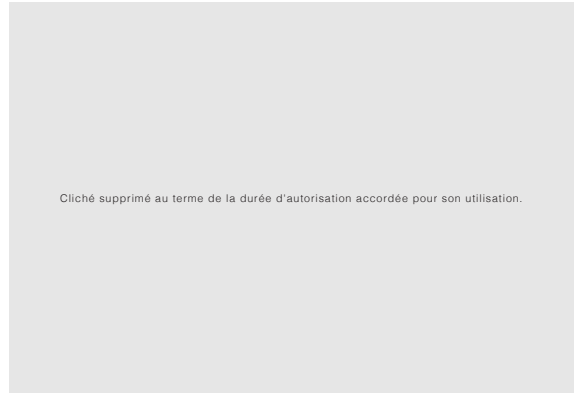 Cliché supprimé au terme de la durée d'autorisation accordée pour son utilisation.